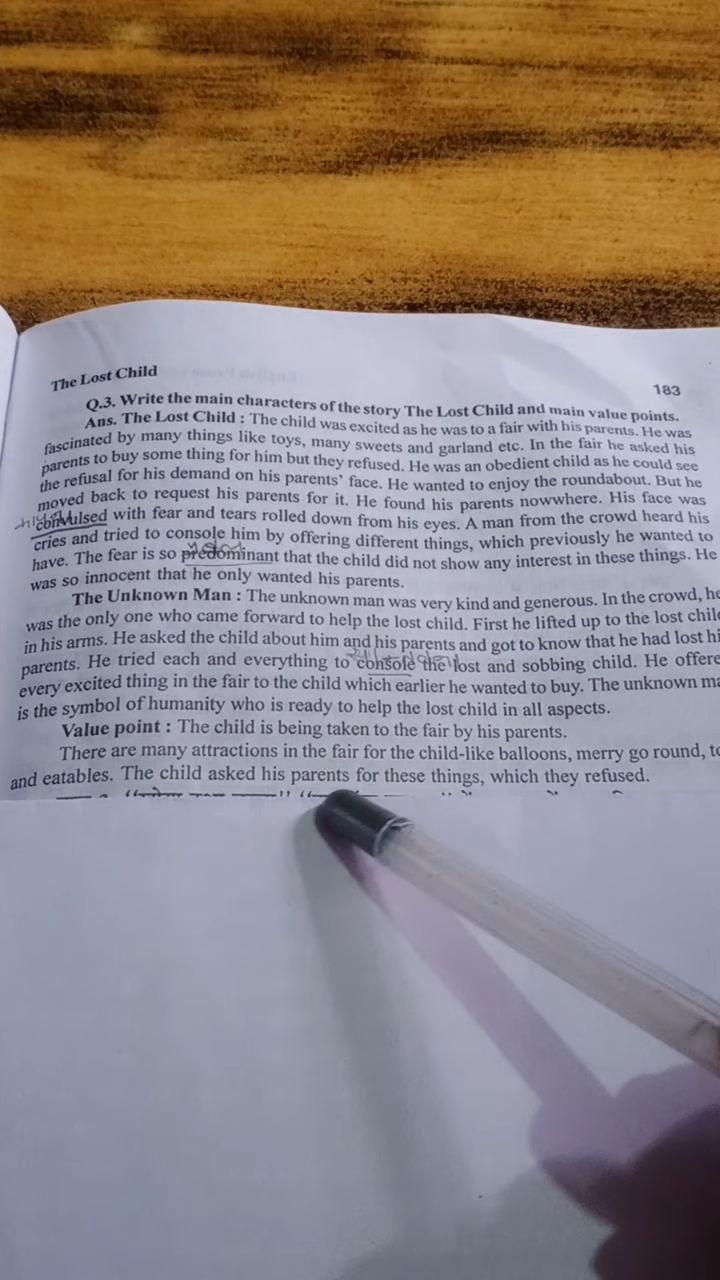 The Lost Child
183
Q.3. Write the main characters of the story The Lost Child and main value points.
Ans. The Lost Child : The child was excited as he was to a fair with his parents. He was
fascinated by many things like toys, many sweets and garland etc. In the fair he asked his
parents to buy some thing for him but they refused. He was an obedient child as he could see
the refusal for his demand on his parents' face. He wanted to enjoy the roundabout. But he
moved back to request his parents for it. He found his parents nowwhere. His face was
convulsed with fear and tears rolled down from his eyes. A man from the crowd heard his
cries and tried to console him by offering different things, which previously he wanted to
have. The fear is so predominant that the child did not show any interest in these things. He
was so innocent that he only wanted his parents.
The Unknown Man : The unknown man was very kind and generous. In the crowd, he
was the only one who came forward to help the lost child. First he lifted up to the lost
in his arms. He asked the child about him and his parents and got to know that he had lost
parents. He tried each and everything to console the lost and sobbing child. He
every excited thing in the fair to the child which earlier he wanted to buy. The unknown
is the symbol of humanity who is ready to help the lost child in all aspects.
Value point : The child is being taken to the fair by his parents.
There are many attractions in the fair for the child-like balloons, merry go round,
and eatables. The child asked his parents for these things, which they refused.